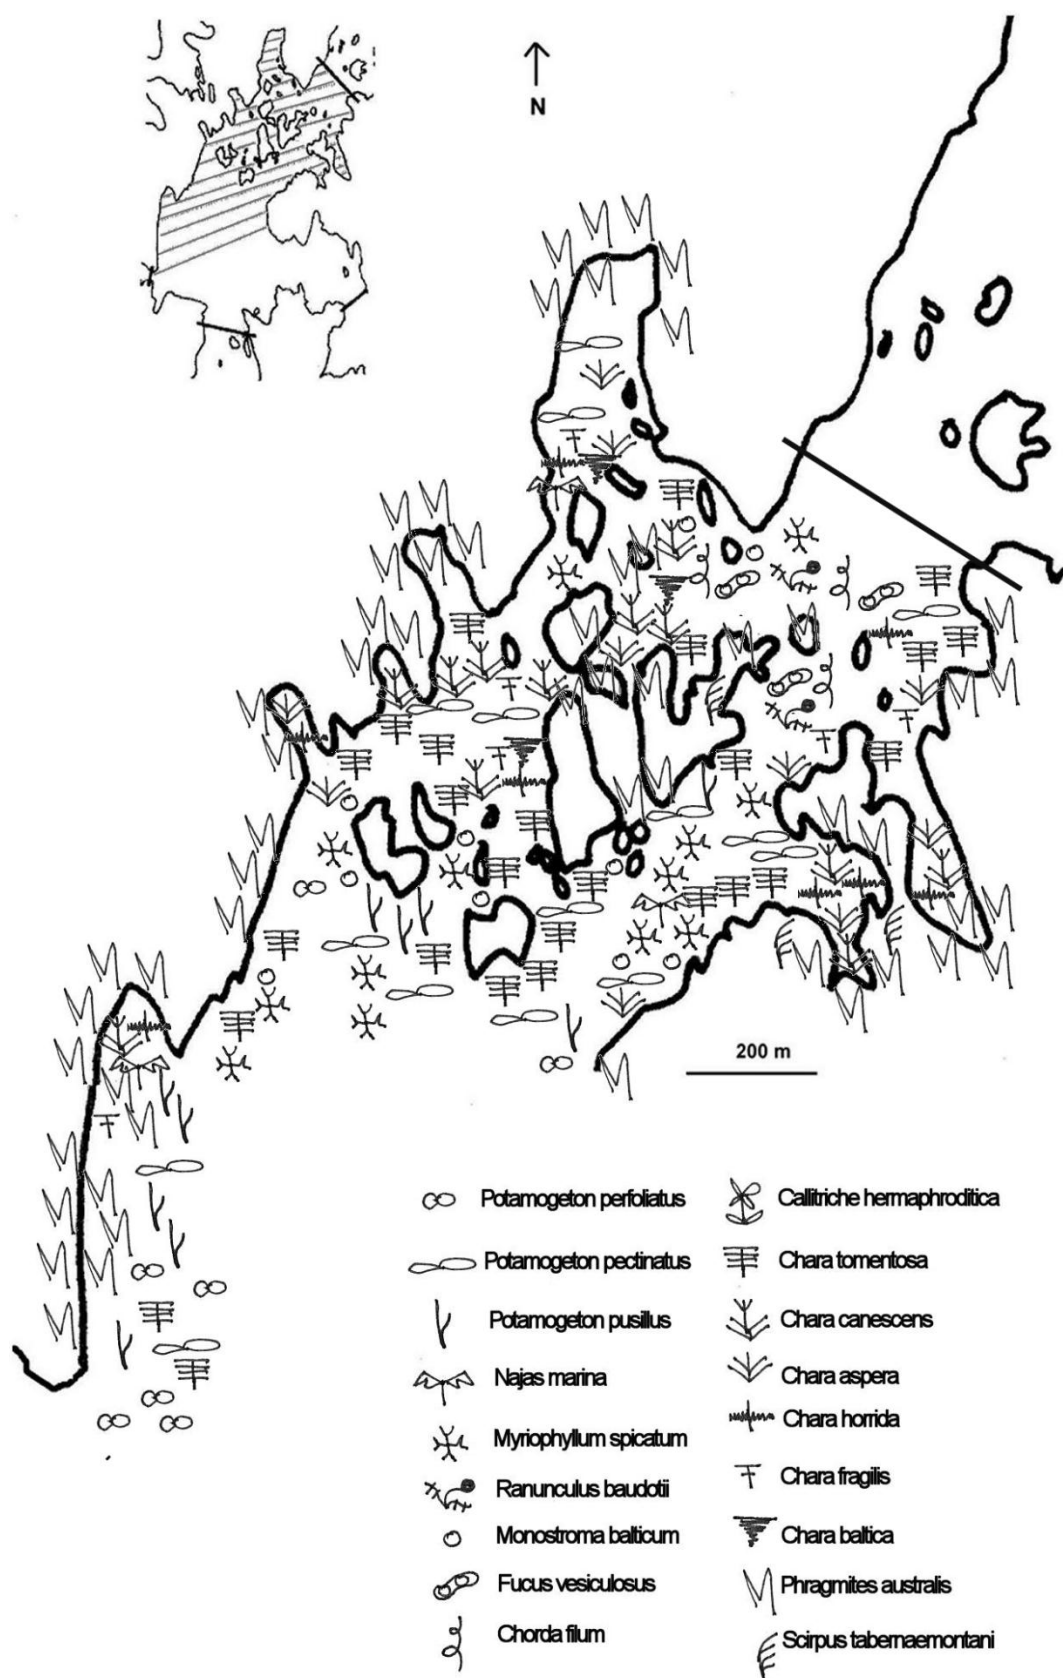 N
200 m
Potamogeton perfoliatus
Callitriche hermaphroditica
Potamogeton pectinatus
Chara tomentosa
Potamogeton pusillus
Chara canescens
Najas marina
Chara aspera
Chara horrida
Myriophyllum spicatum
Chara fragilis
Ranunculus baudotii
Monostroma balticum
Chara baltica
Fucus vesiculosus
Phragmites australis
Chorda filum
Scirpus tabernaemontani